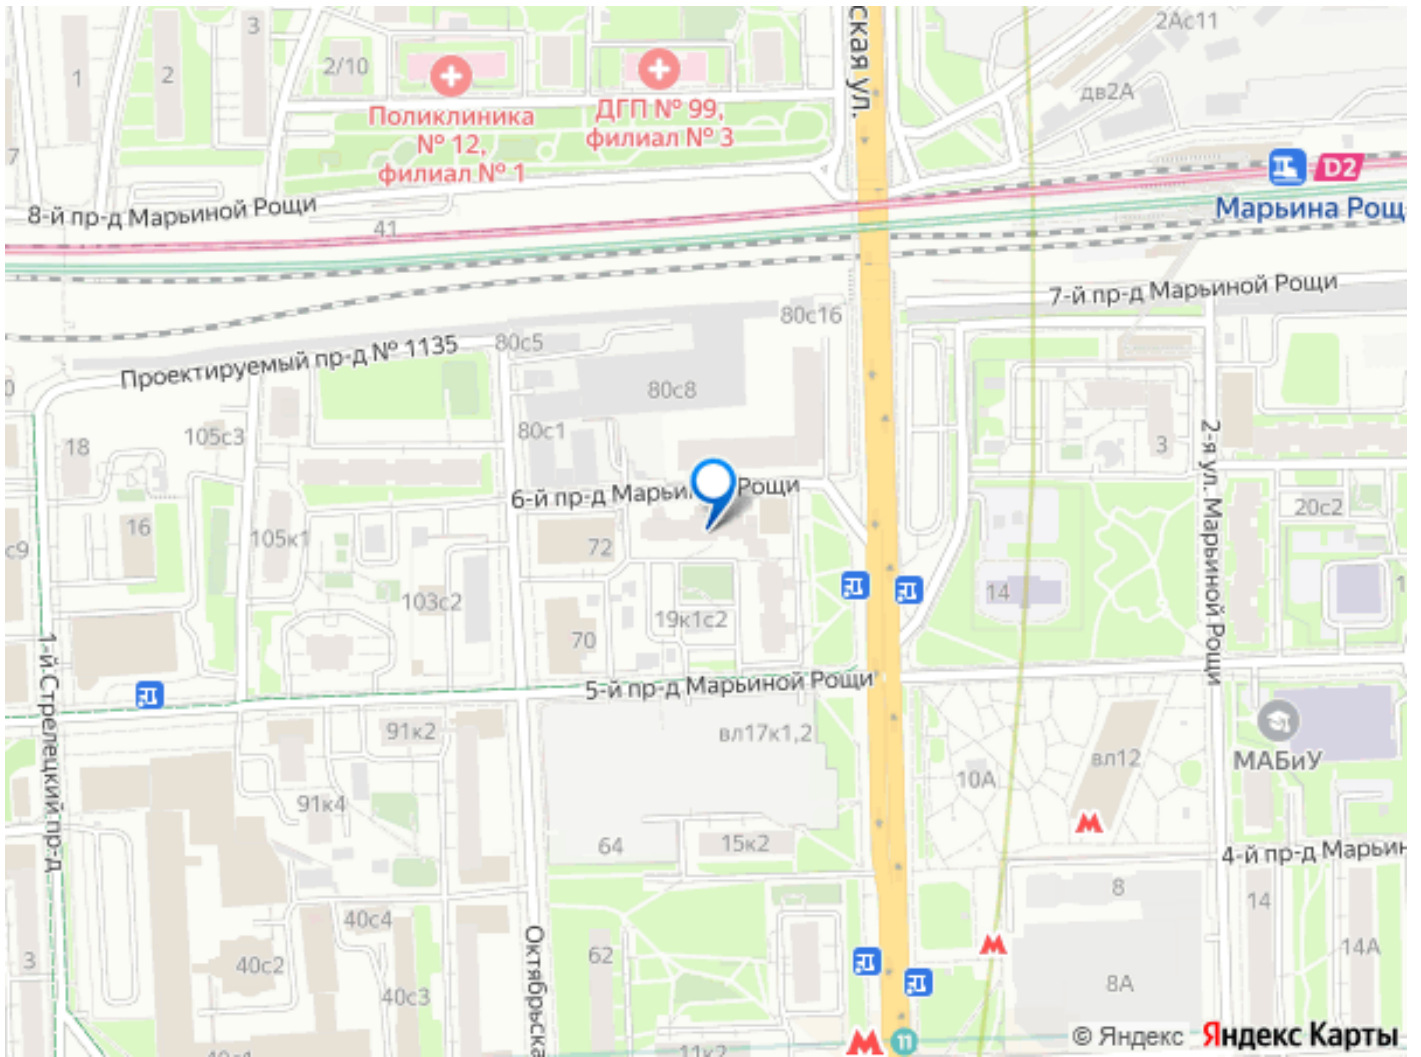 ская ул.
2Ас11
3
1
2
2/10
Поликлиника
№ 12,
филиал № 1
ДГП № 99,
филиал № 3
дв2А
7
D2
Марьина Рощ
8-й пр-д Марьиной Рощи
41
7-й пр-д Марьиной Рощи
80с16
80с5
Проектируемый пр-д № 1135
80с8
80с1
105с3
18
3
2-я ул. Марьиной Рощи
6-й пр-д Марьин
Рощи
20с2
16
105к1
72
с9
103с2
14
19к1с2
70
1-й Стрелецкий пр-д
5-й пр-д Марьиной Рощи
91к2
вл17к1,2
МАБиУ
вл12
10А
91к4
64
15к2
4-й пр-д Марьин
8
14
40с4
Октябрьска
62
14А
3
40с2
40с3
8А
11
11к2
© Яндекс Яндекс Карты